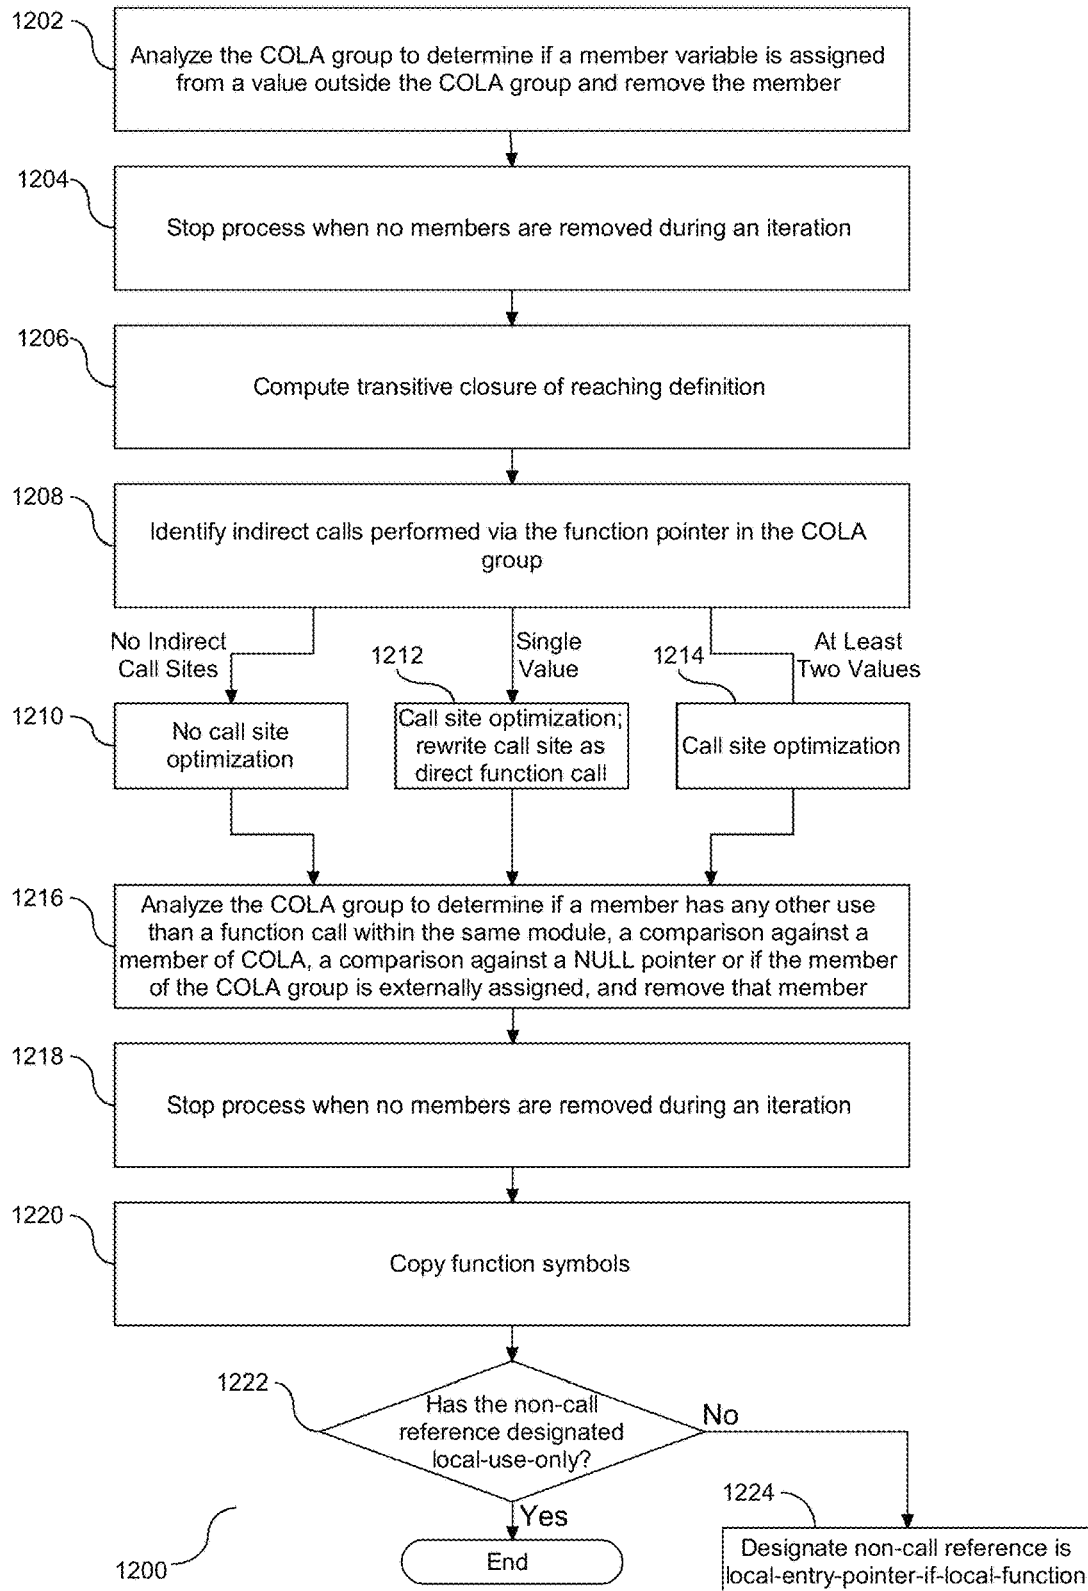 1202
Analyze the COLA group to determine if a member variable is assigned
from a value outside the COLA group and remove the member
1204
Stop process when no members are removed during an iteration
1206
Compute transitive closure of reaching definition
1208
Identify indirect calls performed via the function pointer in the COLA
group
No Indirect
Call Sites
Single
Value
At Least
Two Values
1210
No call site
optimization
1212
Call site optimization;
rewrite call site as
direct function call
1214
Call site optimization
1216
Analyze the COLA group to determine if a member has any other use
than a function call within the same module, a comparison against a
member of COLA, a comparison against a NULL pointer or if the member
of the COLA group is externally assigned, and remove that member
1218
Stop process when no members are removed during an iteration
1220
Copy function symbols
1222
Has the non-call
reference designated
local-use-only?
No
Yes
1224
Designate non-call reference is
local-entry-pointer-if-local-function
End
1200